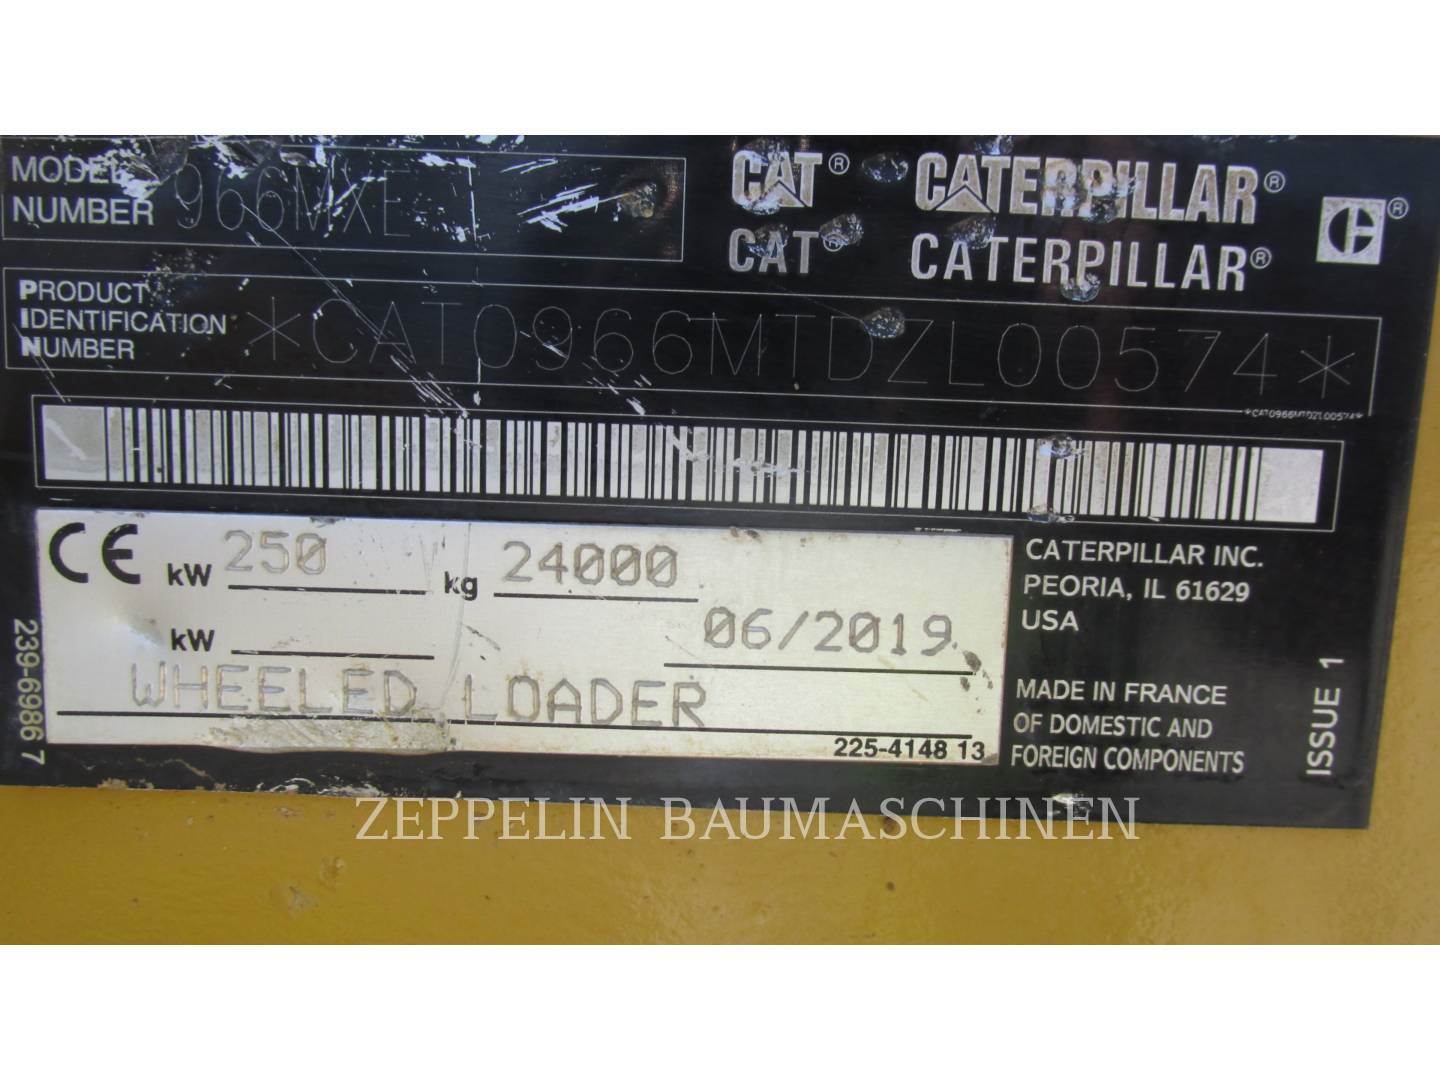 MODEL
NUMBER 966MXE
CAT® CATERPILLAR®
CAT® CATERPILLAR® ®
PRODUCT
IDENTIFICATION
NUMBER
*CAT0966MTDZL00574*
*CAT0966MTDZL00574*
CE kW 250 kg 24000
kW 06/2019
WHEELED LOADER
225-4148 13
239-6986 7
CATERPILLAR INC.
PEORIA, IL 61629
USA
MADE IN FRANCE
OF DOMESTIC AND
FOREIGN COMPONENTS
ISSUE 1
ZEPPELIN BAUMASCHINEN